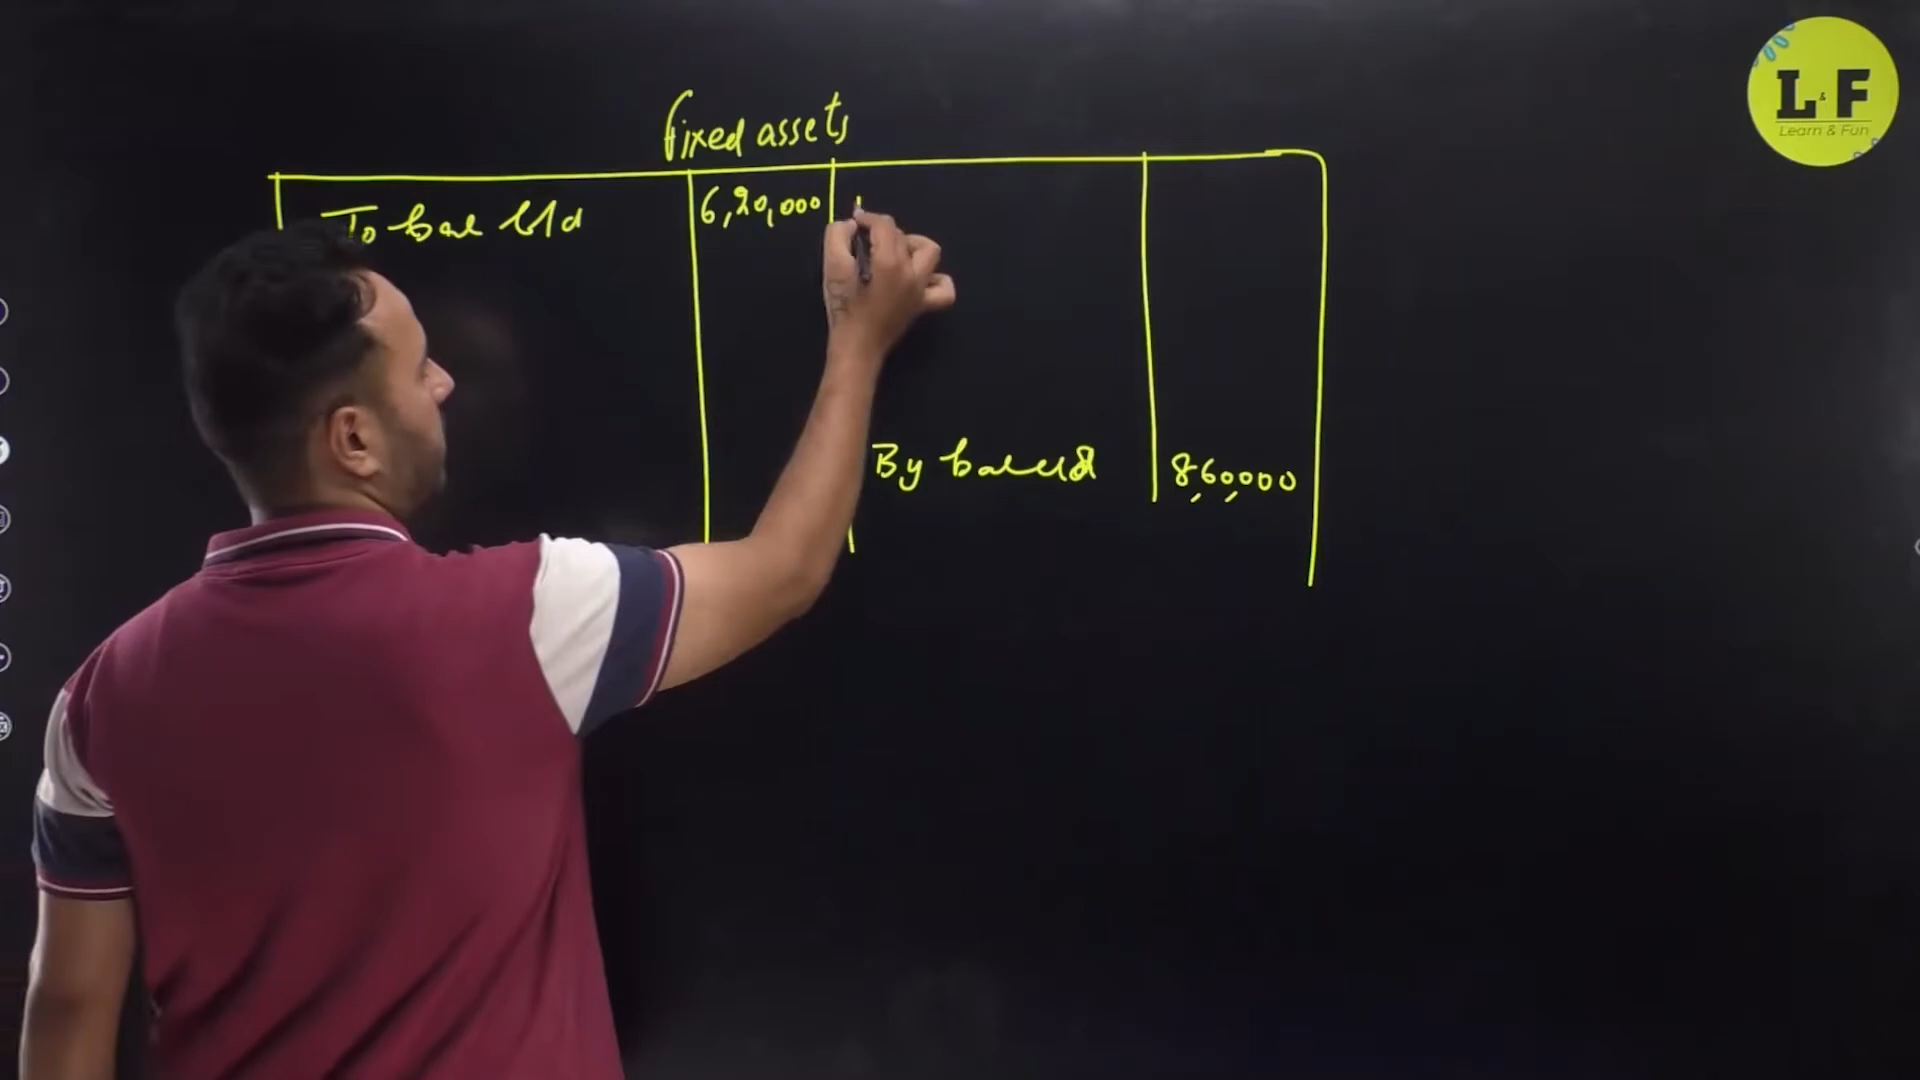 L & F
Learn & Fun
Fixed assets
To bal b/d 6,20,000
By bal c/d 8,60,000